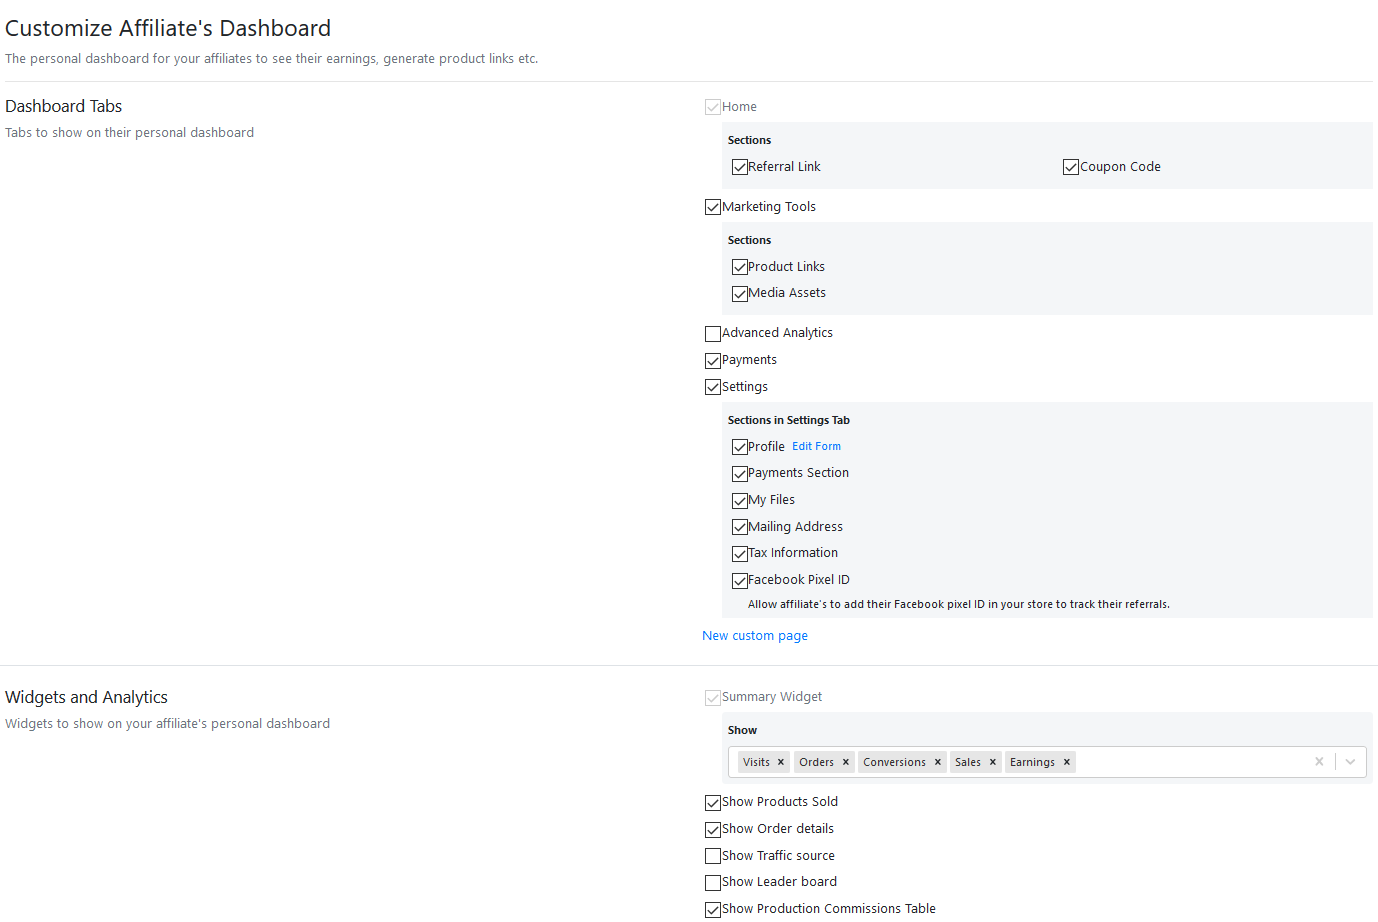 Customize Affiliate's Dashboard
The personal dashboard for your affiliates to see their earnings, generate product links etc.
Dashboard Tabs
Tabs to show on their personal dashboard
Home
Sections
Referral Link
Coupon Code
Marketing Tools
Sections
Product Links
Media Assets
Advanced Analytics
Payments
Settings
Sections in Settings Tab
Profile Edit Form
Payments Section
My Files
Mailing Address
Tax Information
Facebook Pixel ID
Allow affiliate's to add their Facebook pixel ID in your store to track their referrals.
New custom page
Widgets and Analytics
Widgets to show on your affiliate's personal dashboard
Summary Widget
Show
Visits Orders Conversions Sales Earnings
Show Products Sold
Show Order details
Show Traffic source
Show Leader board
Show Production Commissions Table